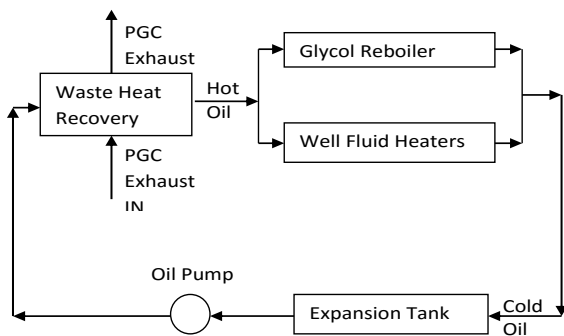 PGC
Exhaust
Glycol Reboiler
Waste Heat
Recovery
Hot
Oil
Well Fluid Heaters
PGC
Exhaust
IN
Oil Pump
Expansion Tank
Cold
Oil